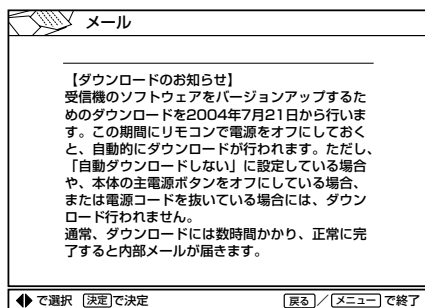 メール
【ダウンロードのお知らせ】
受信機のソフトウェアをバージョンアップするた
めのダウンロードを2004年7月21日から行いま
す。この期間にリモコンで電源をオフにしておく
と、自動的にダウンロードが行われます。ただし、
「自動ダウンロードしない」に設定している場合
や、本体の主電源ボタンをオフにしている場合、
または電源コードを抜いている場合には、ダウン
ロード行われません。
通常、ダウンロードには数時間かかり、正常に完
了すると内部メールが届きます。
で選択 決定で決定 戻る/メニューで終了